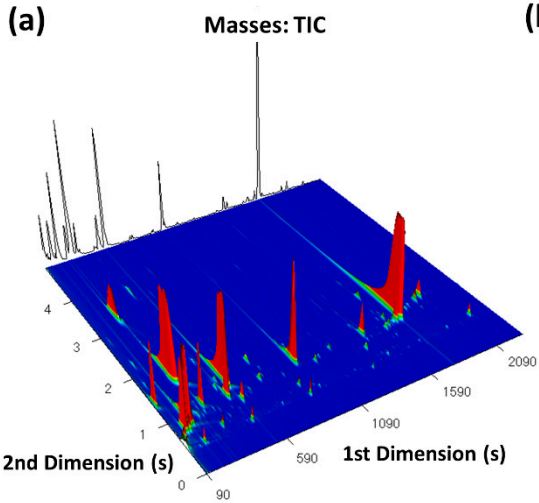 (a)
Masses: TIC
(b
4
3
2
1
0
2nd Dimension (s)
90
590
1090
1590
2090
1st Dimension (s)